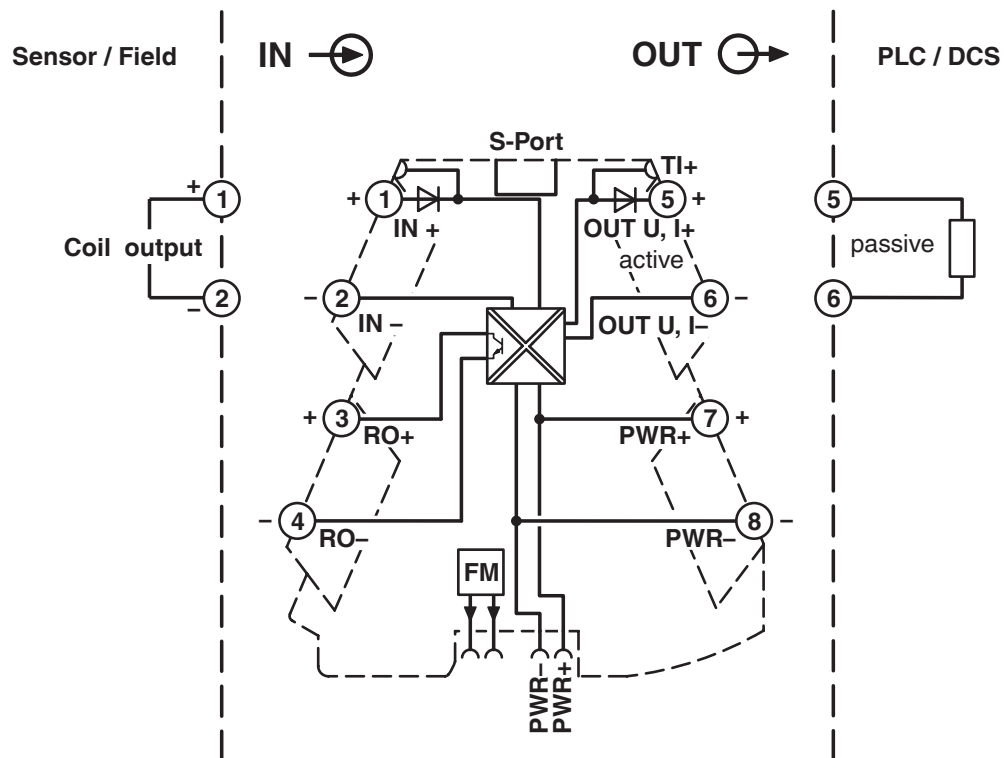 Sensor / Field
IN
OUT
PLC / DCS
S-Port
TI+
+
1
+
1
5
+
5
IN +
OUT U, I+
Coil output
active
passive
2
–
–
2
6
–
6
IN –
OUT U, I–
+
3
7
+
RO+
PWR+
–
4
8
–
RO–
PWR–
FM
PWR–
PWR+